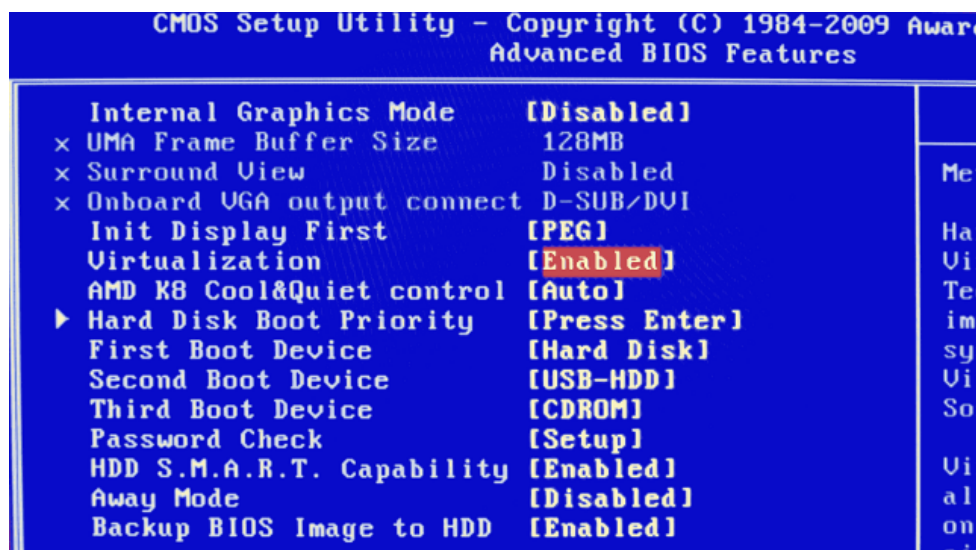 CMOS Setup Utility - Copyright (C) 1984-2009
Advanced BIOS Features
Internal Graphics Mode [Disabled]
x UMA Frame Buffer Size 128MB
x Surround View Disabled
x Onboard VGA output connect D-SUB/DVI
Init Display First [PEG]
Virtualization [Enabled]
AMD K8 Cool&Quiet control [Auto]
Hard Disk Boot Priority [Press Enter]
First Boot Device [Hard Disk]
Second Boot Device [USB-HDD]
Third Boot Device [CDROM]
Password Check [Setup]
HDD S.M.A.R.T. Capability [Enabled]
Away Mode [Disabled]
Backup BIOS Image to HDD [Enabled]